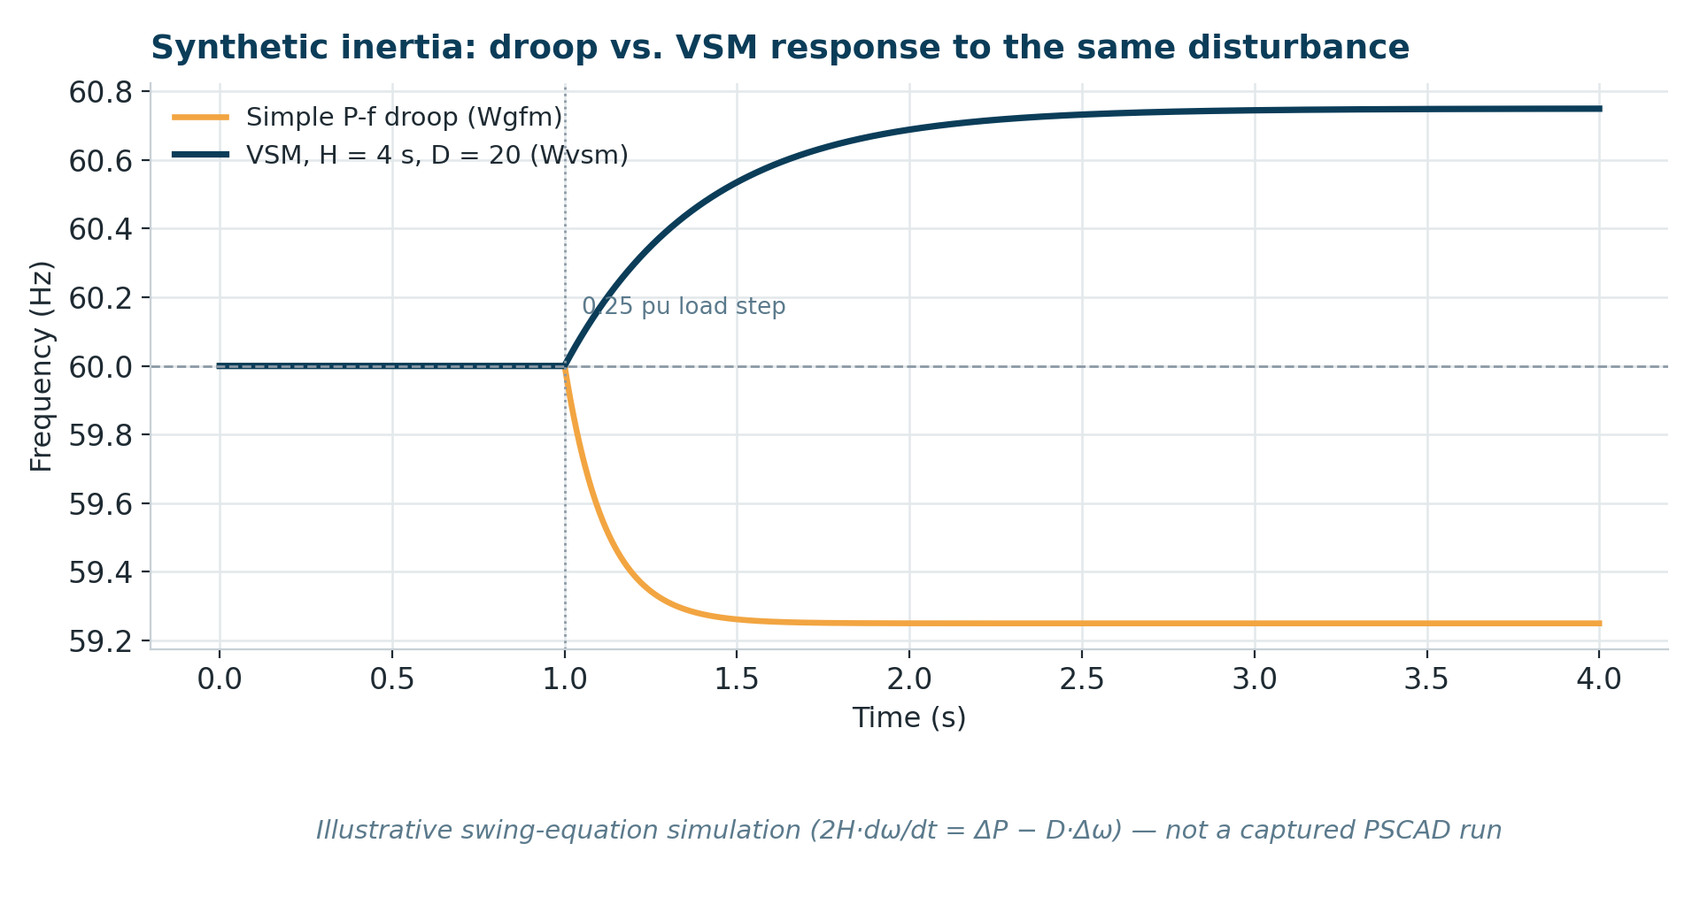 Synthetic inertia: droop vs. VSM response to the same disturbance
Simple P-f droop (Wgfm)
VSM, H = 4 s, D = 20 (Wvsm)
0.25 pu load step
Frequency (Hz)
60.8
60.6
60.4
60.2
60.0
59.8
59.6
59.4
59.2
0.0 0.5 1.0 1.5 2.0 2.5 3.0 3.5 4.0
Time (s)
Illustrative swing-equation simulation (2H·dω/dt = ΔP − D·Δω) — not a captured PSCAD run